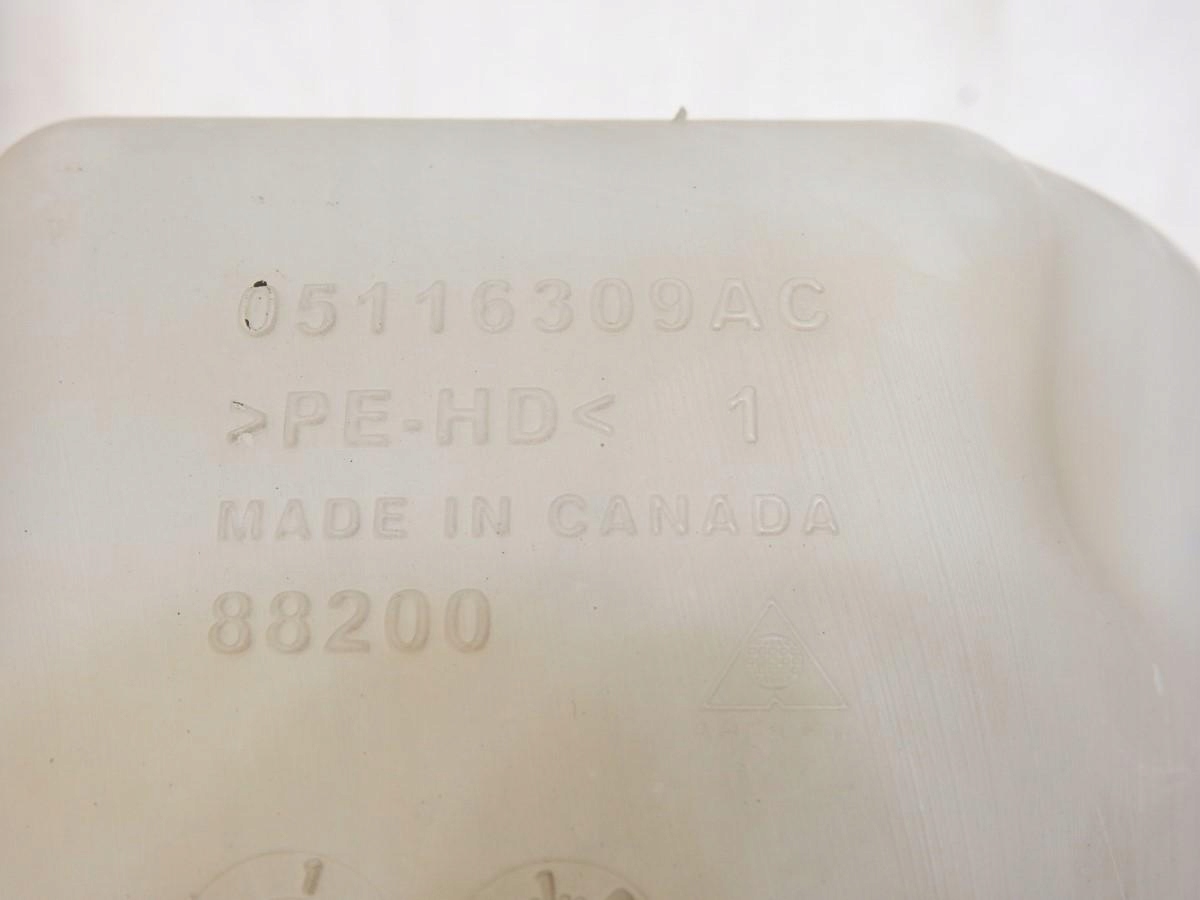 05116309AC
>PE-HD< 1
MADE IN CANADA
88200